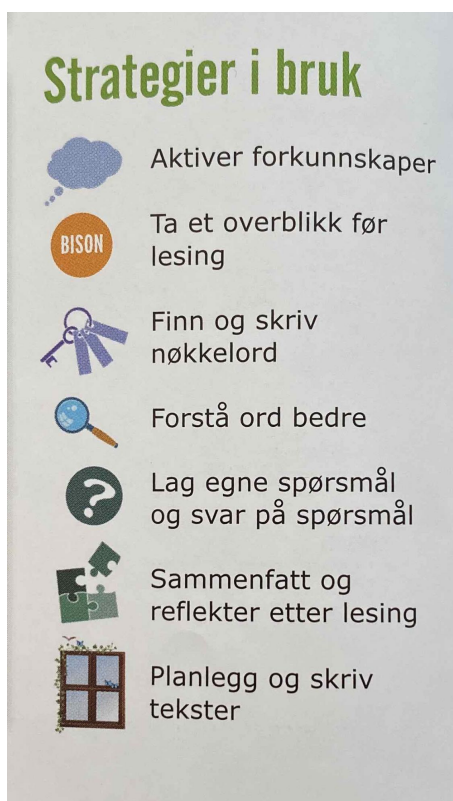 Strategier i bruk
Aktiver forkunnskaper
BISON
Ta et overblikk før
lesing
Finn og skriv
nøkkelord
Forstå ord bedre
?
Lag egne spørsmål
og svar på spørsmål
Sammenfatt og
reflekter etter lesing
Planlegg og skriv
tekster